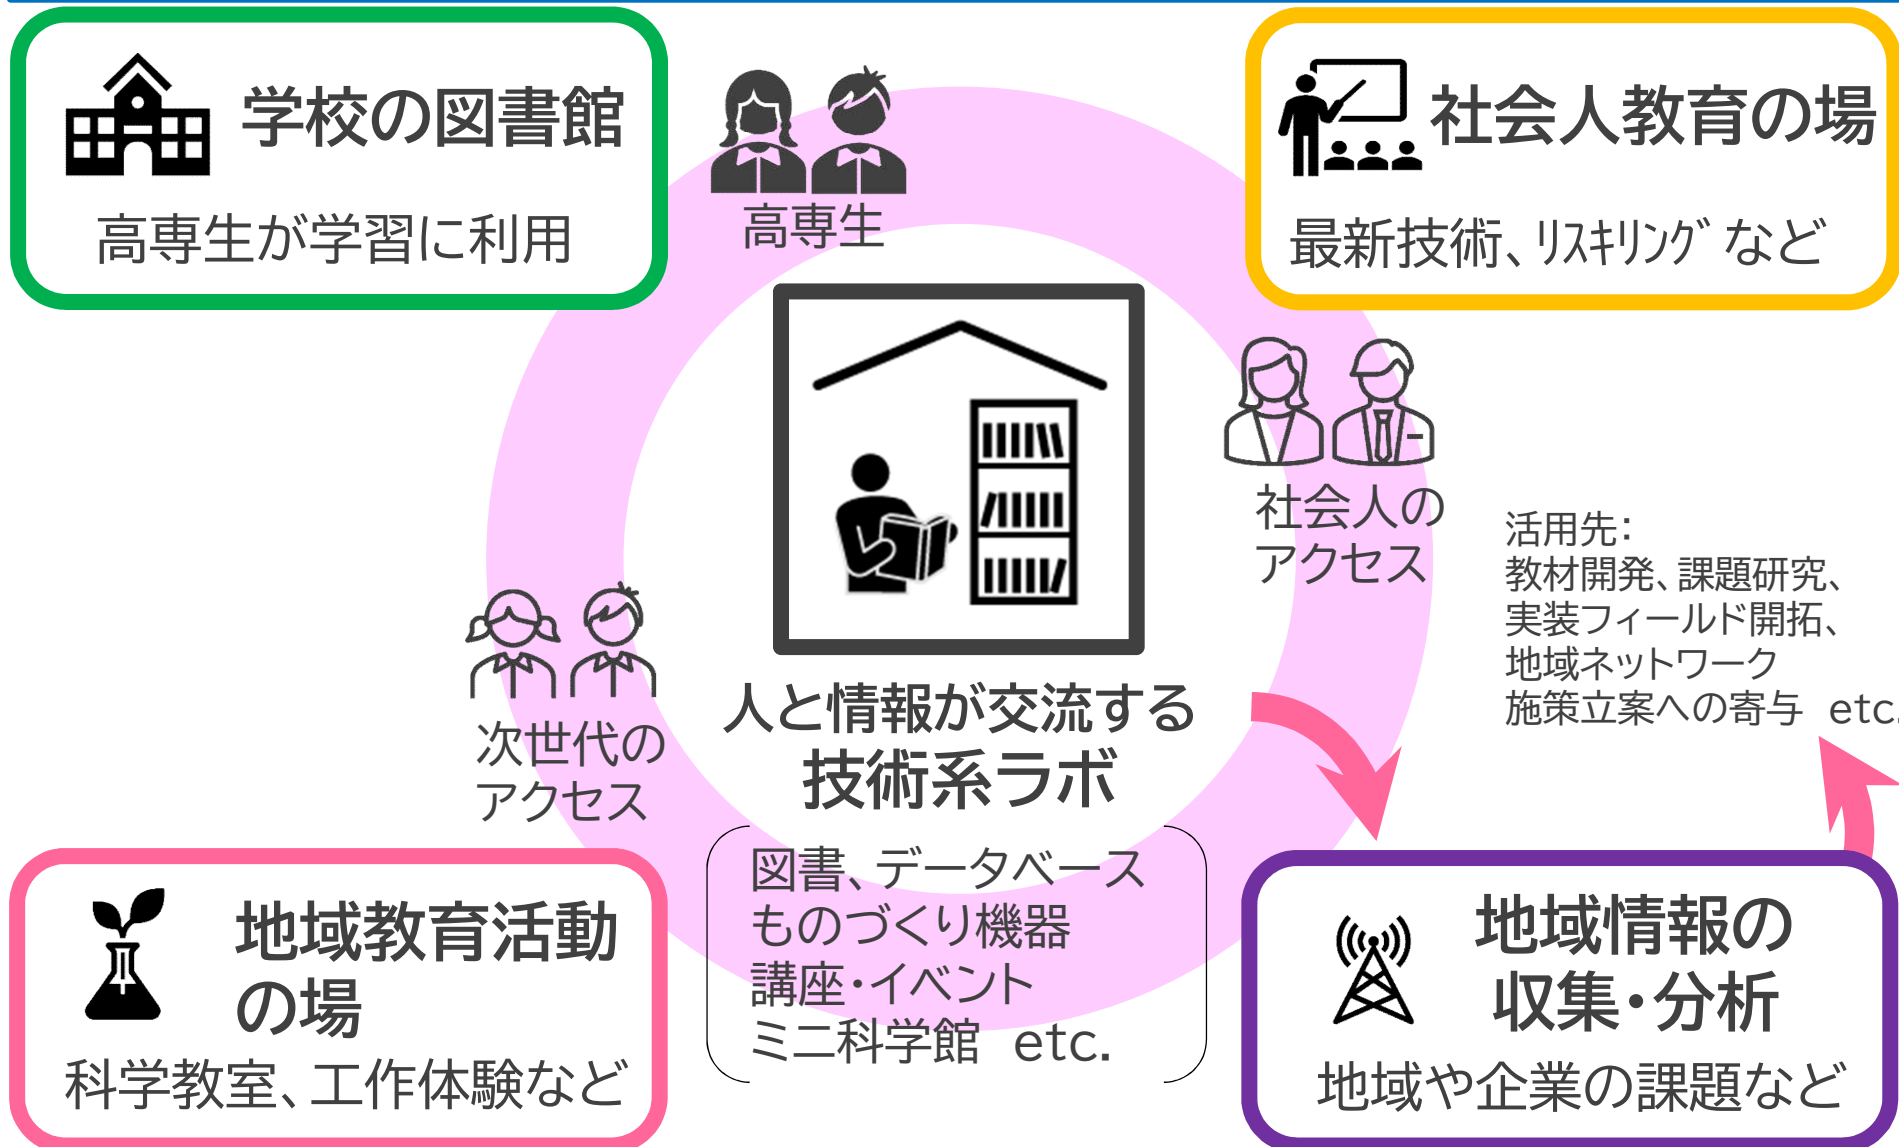 学校の図書館
高専生が学習に利用
高専生
社会人教育の場
最新技術、ﾘｽｷﾘﾝｸﾞなど
社会人の
アクセス
活用先：
教材開発、課題研究、
実装フィールド開拓、
地域ネットワーク
施策立案への寄与 etc.
次世代の
アクセス
人と情報が交流する
技術系ラボ
図書、データベース
ものづくり機器
講座・イベント
ミニ科学館 etc.
地域教育活動
の場
科学教室、工作体験など
地域情報の
収集・分析
地域や企業の課題など